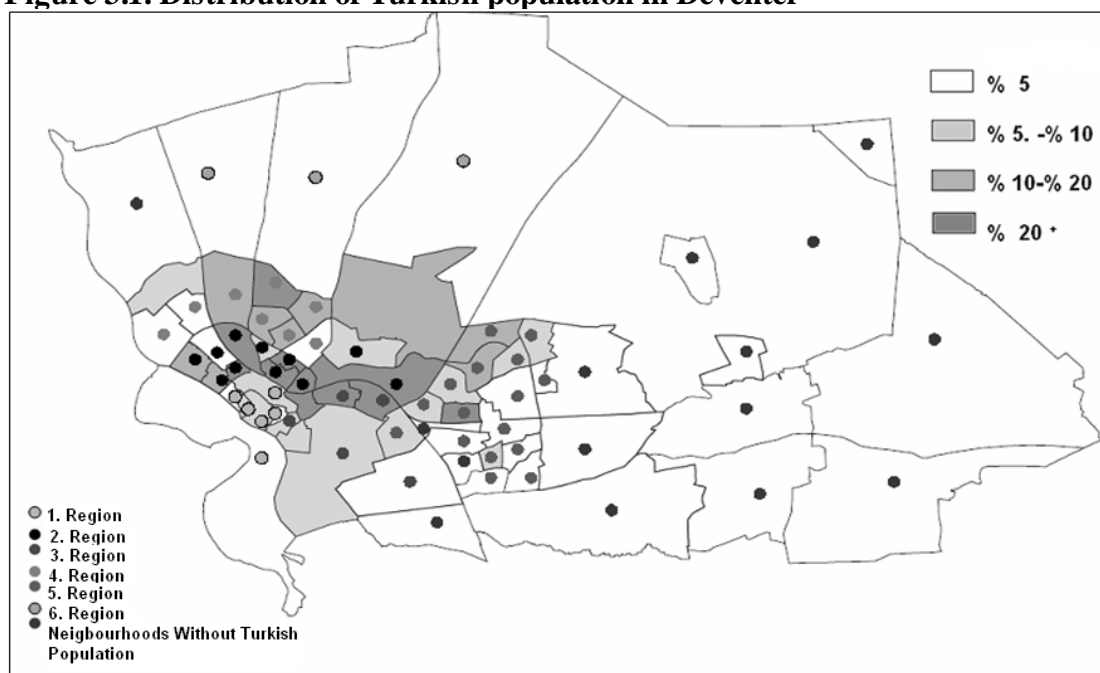 Figure 3.1. Distribution of Turkish population in Deventer
% 5
% 5. -% 10
% 10-% 20
% 20 +
1. Region
2. Region
3. Region
4. Region
5. Region
6. Region
Neigbourhoods Without Turkish
Population